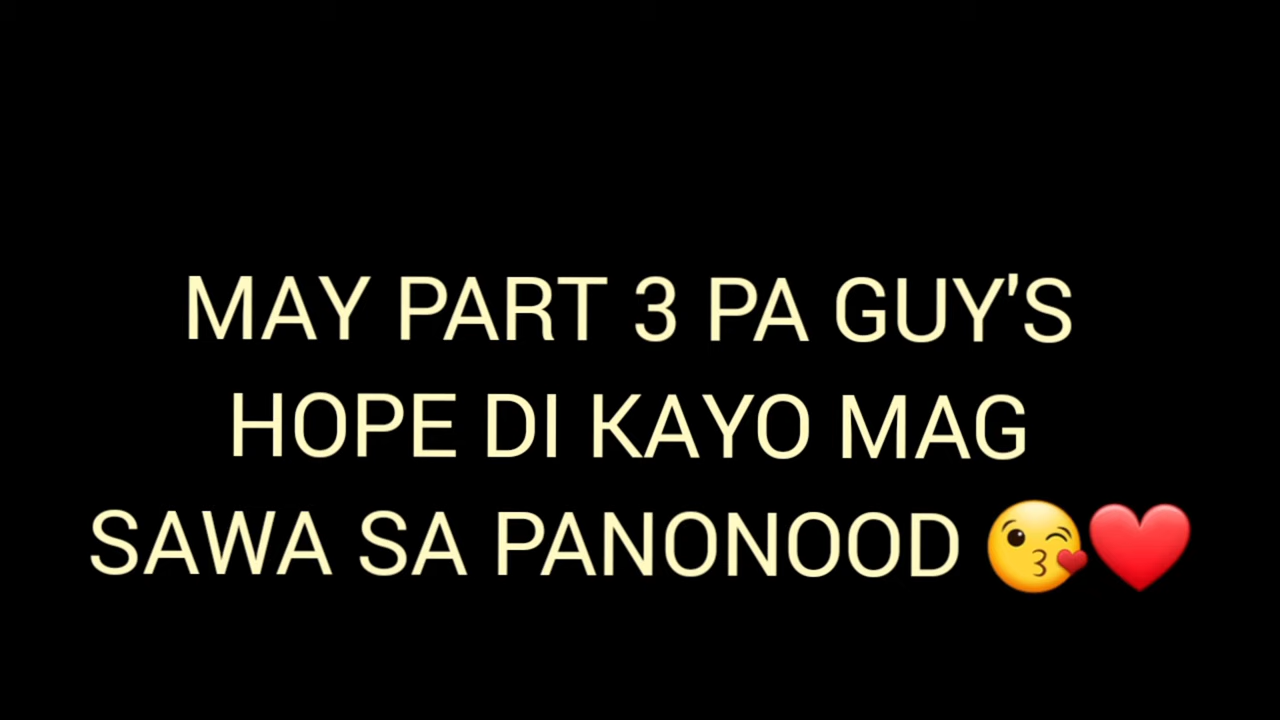 MAY PART 3 PA GUY'S
HOPE DI KAYO MAG
SAWA SA PANONOOD 😘❤️